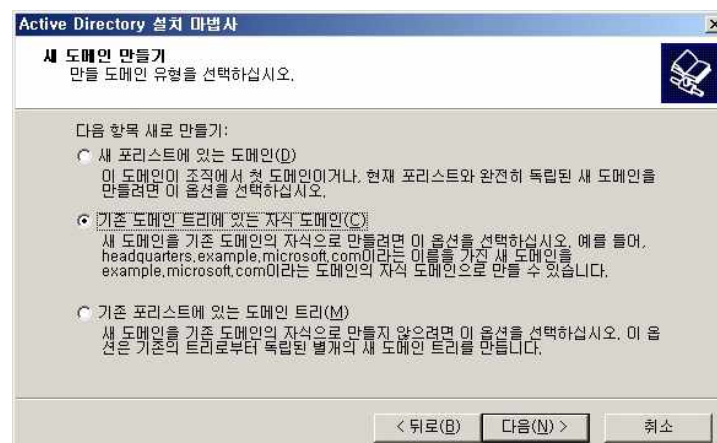 Active Directory 설치 마법사
새 도메인 만들기
만들 도메인 유형을 선택하십시오.
다음 항목 새로 만들기:
새 포리스트에 있는 도메인(D)
이 도메인이 조직에서 첫 도메인이거나, 현재 포리스트와 완전히 독립된 새 도메인을
만들려면 이 옵션을 선택하십시오.
기존 도메인 트리에 있는 자식 도메인(C)
새 도메인을 기존 도메인의 자식으로 만들려면 이 옵션을 선택하십시오. 예를 들어,
headquarters.example.microsoft.com이라는 이름을 가진 새 도메인을
example.microsoft.com이라는 도메인의 자식 도메인으로 만들 수 있습니다.
기존 포리스트에 있는 도메인 트리(M)
새 도메인을 기존 도메인의 자식으로 만들지 않으려면 이 옵션을 선택하십시오. 이 옵
션은 기존의 트리로부터 독립된 별개의 새 도메인 트리를 만듭니다.
< 뒤로(B) 다음(N) > 취소